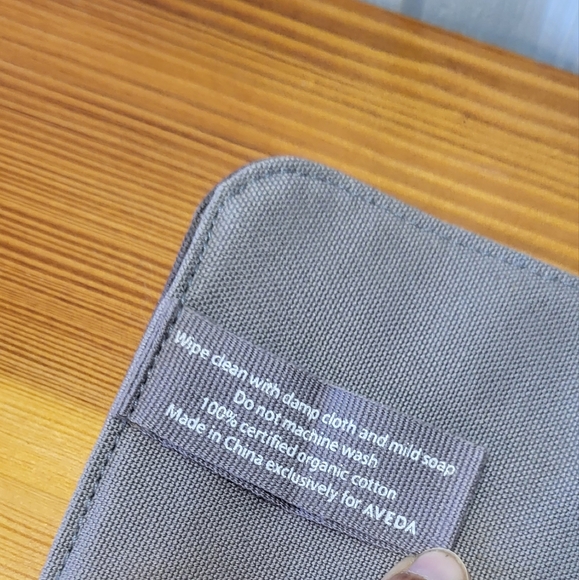 Wipe clean with damp cloth and mild soap
Do not machine wash
100% certified organic cotton
Made in China exclusively for AVEDA